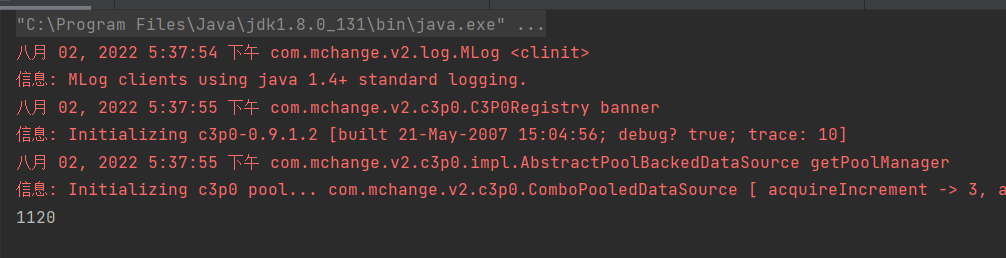 "C:\Program Files\Java\jdk1.8.0_131\bin\java.exe" ...
八月 02, 2022 5:37:54 下午 com.mchange.v2.log.MLog <clinit>
信息: MLog clients using java 1.4+ standard logging.
八月 02, 2022 5:37:55 下午 com.mchange.v2.c3p0.C3P0Registry banner
信息: Initializing c3p0-0.9.1.2 [built 21-May-2007 15:04:56; debug? true; trace: 10]
八月 02, 2022 5:37:55 下午 com.mchange.v2.c3p0.impl.AbstractPoolBackedDataSource getPoolManager
信息: Initializing c3p0 pool... com.mchange.v2.c3p0.ComboPooledDataSource [ acquireIncrement -> 3, a
1120